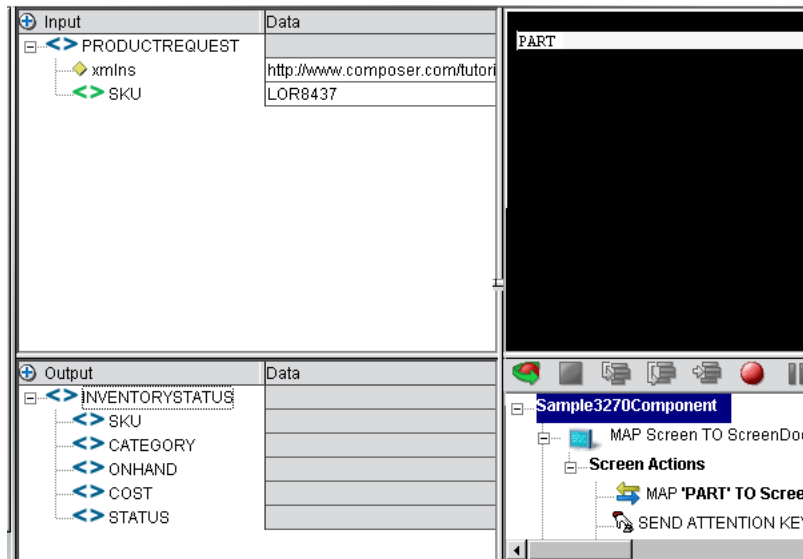 Input Data
PRODUCTREQUEST
xmlns http://www.composer.com/tutori
SKU LOR8437
PART
Output Data
INVENTORYSTATUS
SKU
CATEGORY
ONHAND
COST
STATUS
Sample3270Component
MAP Screen TO ScreenDoc
Screen Actions
MAP 'PART' TO Scree
SEND ATTENTION KEY